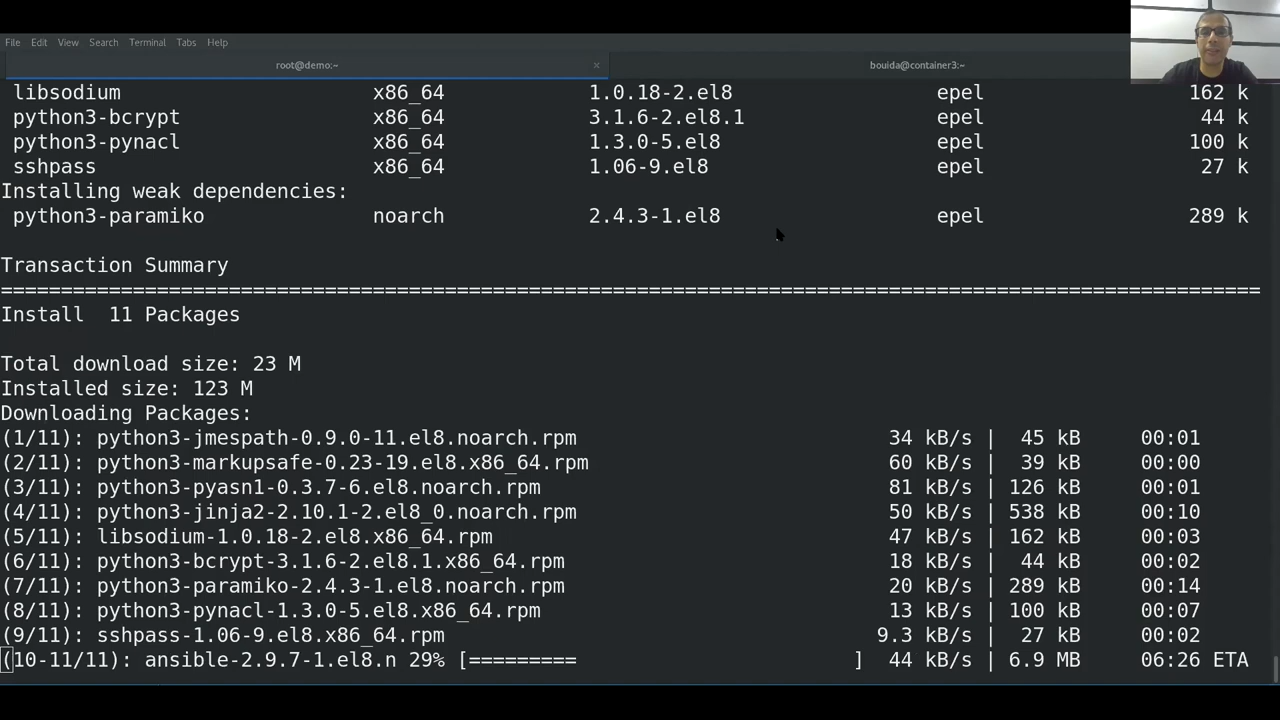 File Edit View Search Terminal Tabs Help
root@demo:~ × bouida@container3:~
libsodium x86_64 1.0.18-2.el8 epel 162 k
python3-bcrypt x86_64 3.1.6-2.el8.1 epel 44 k
python3-pynacl x86_64 1.3.0-5.el8 epel 100 k
sshpass x86_64 1.06-9.el8 epel 27 k
Installing weak dependencies:
python3-paramiko noarch 2.4.3-1.el8 epel 289 k
Transaction Summary
=========================================================================================================
Install 11 Packages
Total download size: 23 M
Installed size: 123 M
Downloading Packages:
(1/11): python3-jmespath-0.9.0-11.el8.noarch.rpm 34 kB/s | 45 kB 00:01
(2/11): python3-markupsafe-0.23-19.el8.x86_64.rpm 60 kB/s | 39 kB 00:00
(3/11): python3-pyasn1-0.3.7-6.el8.noarch.rpm 81 kB/s | 126 kB 00:01
(4/11): python3-jinja2-2.10.1-2.el8_0.noarch.rpm 50 kB/s | 538 kB 00:10
(5/11): libsodium-1.0.18-2.el8.x86_64.rpm 47 kB/s | 162 kB 00:03
(6/11): python3-bcrypt-3.1.6-2.el8.1.x86_64.rpm 18 kB/s | 44 kB 00:02
(7/11): python3-paramiko-2.4.3-1.el8.noarch.rpm 20 kB/s | 289 kB 00:14
(8/11): python3-pynacl-1.3.0-5.el8.x86_64.rpm 13 kB/s | 100 kB 00:07
(9/11): sshpass-1.06-9.el8.x86_64.rpm 9.3 kB/s | 27 kB 00:02
(10-11/11): ansible-2.9.7-1.el8.n 29% [========= ] 44 kB/s | 6.9 MB 06:26 ETA